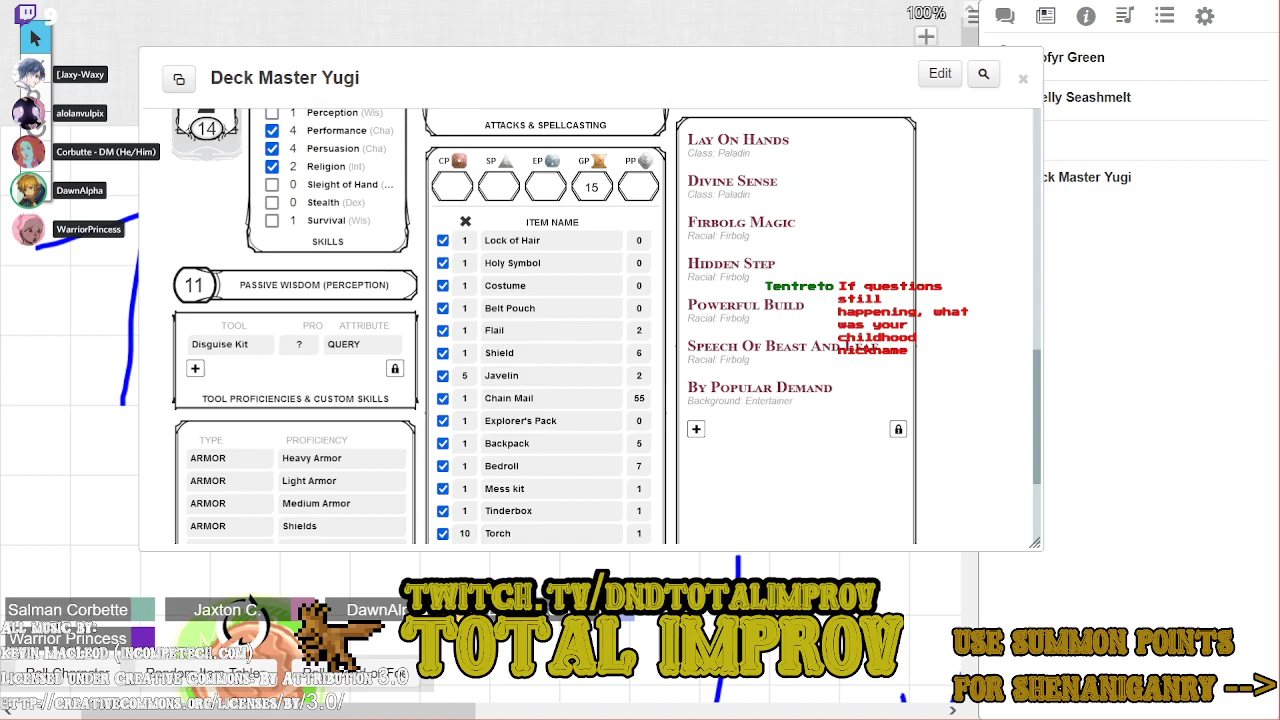 100%
[Jaxy-Waxy
alolanvulpix
Corbutte - DM (He/Him)
DawnAlpha
WarriorPrincess
Deck Master Yugi
Edit
ofyr Green
elly Seashmelt
ck Master Yugi
14
1 Perception (Wis)
4 Performance (Cha)
4 Persuasion (Cha)
2 Religion (Int)
0 Sleight of Hand (...
0 Stealth (Dex)
1 Survival (Wis)
SKILLS
11 PASSIVE WISDOM (PERCEPTION)
TOOL PRO ATTRIBUTE
Disguise Kit ? QUERY
TOOL PROFICIENCIES & CUSTOM SKILLS
TYPE PROFICIENCY
ARMOR Heavy Armor
ARMOR Light Armor
ARMOR Medium Armor
ARMOR Shields
ATTACKS & SPELLCASTING
CP SP EP GP PP
15
ITEM NAME
1 Lock of Hair 0
1 Holy Symbol 0
1 Costume 0
1 Belt Pouch 0
1 Flail 2
1 Shield 6
5 Javelin 2
1 Chain Mail 55
1 Explorer's Pack 0
1 Backpack 5
1 Bedroll 7
1 Mess kit 1
1 Tinderbox 1
10 Torch 1
Lay On Hands
Class: Paladin
Divine Sense
Class: Paladin
Firbolg Magic
Racial: Firbolg
Hidden Step
Racial: Firbolg
Powerful Build
Racial: Firbolg
Speech Of Beast And Leaf
Racial: Firbolg
By Popular Demand
Background: Entertainer
Tentreto If questions
still
happening, what
was your
childhood
nickname
Salman Corbette
Jaxton C.
DawnAlp
Warrior Princess
ALL MUSIC BY:
KEVIN MACLEOD (INCOMPETECH.COM)
LICENSED UNDER CREATIVE COMMONS: BY ATTRIBUTION 3.0
HTTP://CREATIVECOMMONS.ORG/LICENSES/BY/3.0/
TWITCH.TV/DNDTOTALIMPROV
TOTAL IMPROV
USE SUMMON POINTS
FOR SHENANIGANRY -->